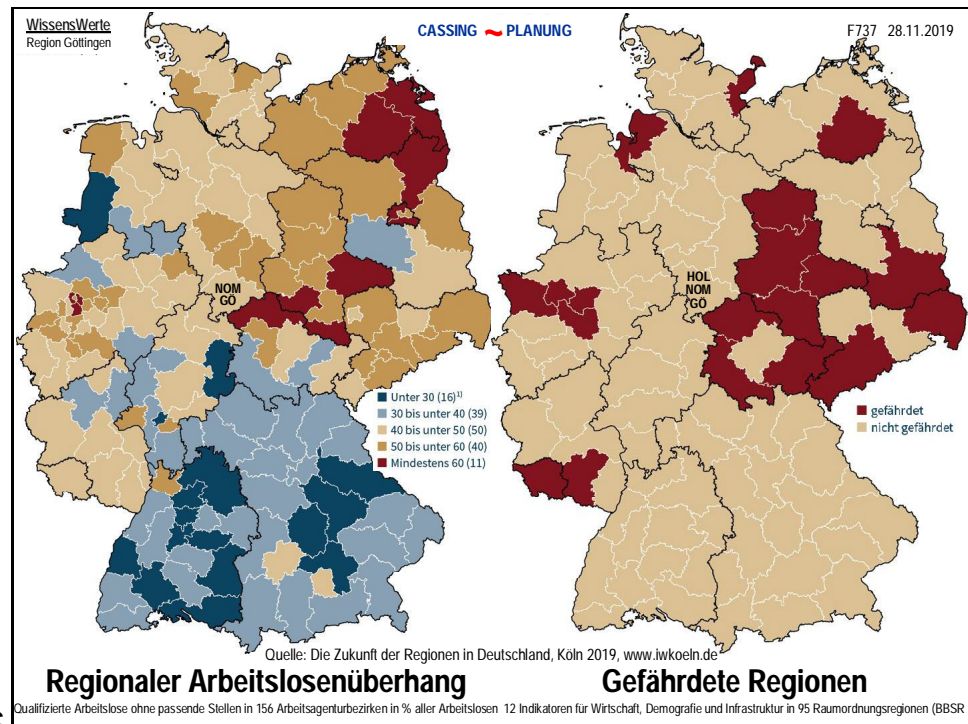 WissensWerte
Region Göttingen
CASSING ~ PLANUNG
F737 28.11.2019
NOM
GÖ
HOL
NOM
GÖ
Unter 30 (16)¹⁾
30 bis unter 40 (39)
40 bis unter 50 (50)
50 bis unter 60 (40)
Mindestens 60 (11)
gefährdet
nicht gefährdet
Quelle: Die Zukunft der Regionen in Deutschland, Köln 2019, www.iwkoeln.de
Regionaler Arbeitslosenüberhang
Gefährdete Regionen
Qualifizierte Arbeitslose ohne passende Stellen in 156 Arbeitsagenturbezirken in % aller Arbeitslosen
12 Indikatoren für Wirtschaft, Demografie und Infrastruktur in 95 Raumordnungsregionen (BBSR